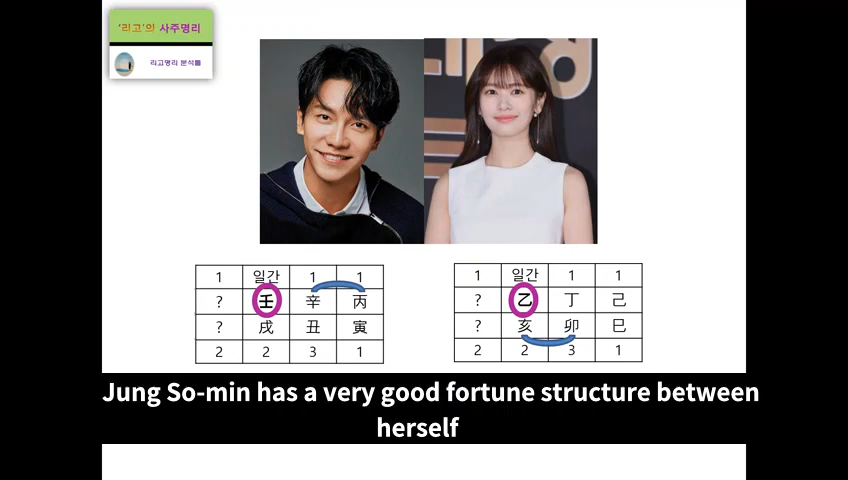 '리고'의 사주명리
리고명리 분석틀
1 일간 1 1
? 壬 辛 丙
? 戌 丑 寅
2 2 3 1
1 일간 1 1
? 乙 丁 己
? 亥 卯 巳
2 2 3 1
Jung So-min has a very good fortune structure between
herself